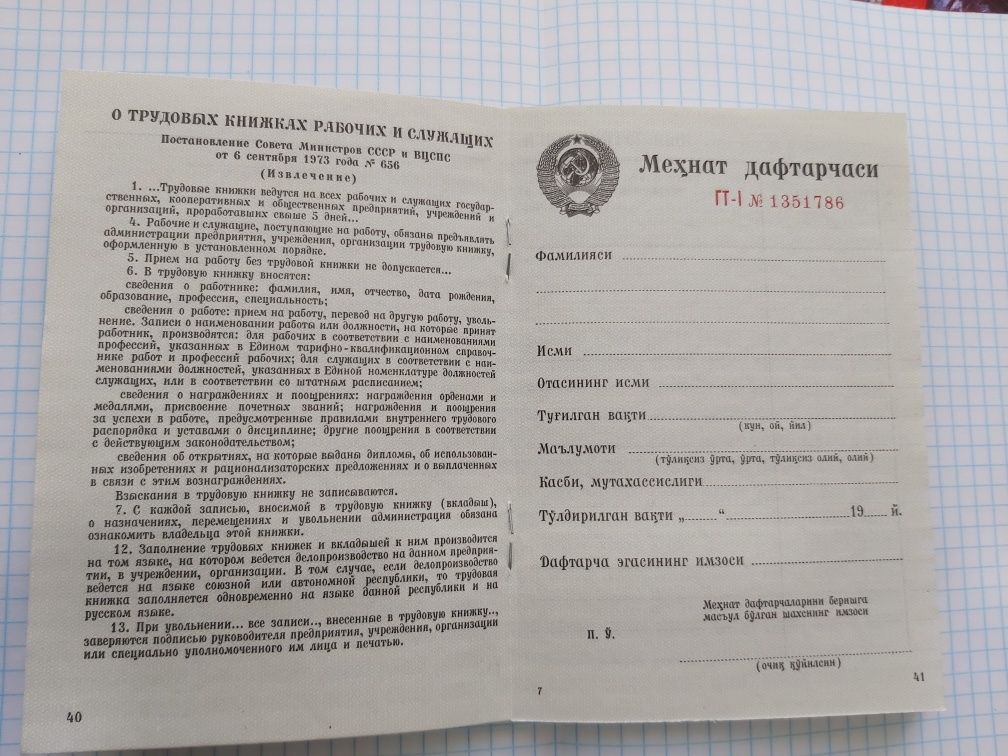 О ТРУДОВЫХ КНИЖКАХ РАБОЧИХ И СЛУЖАЩИХ
Постановление Совета Министров СССР и ВЦСПС
от 6 сентября 1973 года № 656
(Извлечение)
1. ...Трудовые книжки ведутся на всех рабочих и служащих государ-
ственных, кооперативных и общественных предприятий, учреждений и
организаций, проработавших свыше 5 дней...
4. Рабочие и служащие, поступающие на работу, обязаны предъявлять
администрации предприятия, учреждения, организации трудовую книжку,
оформленную в установленном порядке.
5. Прием на работу без трудовой книжки не допускается...
6. В трудовую книжку вносятся:
сведения о работнике: фамилия, имя, отчество, дата рождения,
образование, профессия, специальность;
сведения о работе: прием на работу, перевод на другую работу, уволь-
нение. Записи о наименовании работы или должности, на которые принят
работник, производятся: для рабочих в соответствии с наименованиями
профессий, указанных в Едином тарифно-квалификационном справоч-
нике работ и профессий рабочих; для служащих в соответствии с наи-
менованиями должностей, указанных в Единой номенклатуре должностей
служащих, или в соответствии со штатным расписанием;
сведения о награждениях и поощрениях: награждения орденами и
медалями, присвоение почетных званий; награждения и поощрения
за успехи в работе, предусмотренные правилами внутреннего трудового
распорядка и уставами о дисциплине; другие поощрения в соответствии
с действующим законодательством;
сведения об открытиях, на которые выданы дипломы, об использован-
ных изобретениях и рационализаторских предложениях и о выплаченных
в связи с этим вознаграждениях.
Взыскания в трудовую книжку не записываются.
7. С каждой записью, вносимой в трудовую книжку (вкладыш),
о назначениях, перемещениях и увольнении администрация обязана
ознакомить владельца этой книжки.
12. Заполнение трудовых книжек и вкладышей к ним производится
на том языке, на котором ведется делопроизводство на данном предприя-
тии, в учреждении, организации. В том случае, если делопроизводство
ведется на языке союзной или автономной республики, то трудовая
книжка заполняется одновременно на языке данной республики и на
русском языке.
13. При увольнении... все записи.., внесенные в трудовую книжку..,
заверяются подписью руководителя предприятия, учреждения, организации
или специально уполномоченного им лица и печатью.
40
Меҳнат дафтарчаси
ГТ-I № 1351786
Фамилияси
Исми
Отасининг исми
Туғилган вақти
(кун, ой, йил)
Маълумоти
(тўлиқсиз ўрта, ўрта, тўлиқсиз олий, олий)
Касби, мутахассислиги
Тўлдирилган вақти „ “ 19 й.
Дафтарча эгасининг имзоси
Меҳнат дафтарчаларини беришга
масъул бўлган шахснинг имзоси
П. Ў.
(очиқ қўйилсин)
7
41